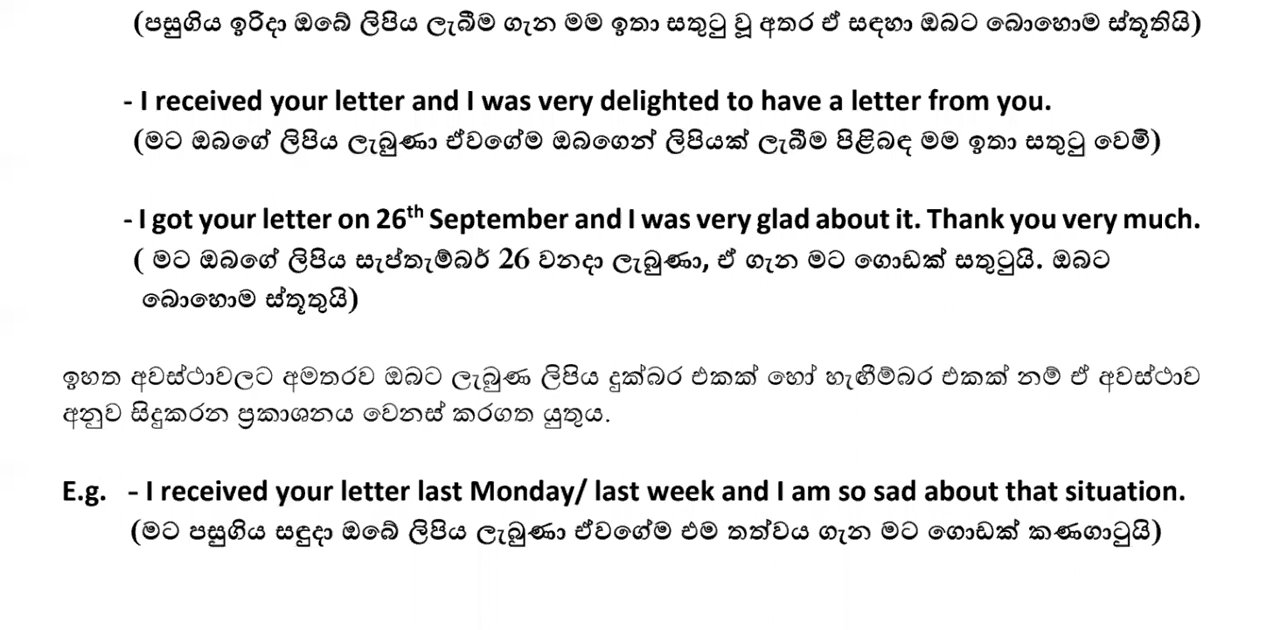 (පසුගිය ඉරිදා ඔබේ ලිපිය ලැබීම ගැන මම ඉතා සතුටු වූ අතර ඒ සඳහා ඔබට බොහොම ස්තූතියි)
- I received your letter and I was very delighted to have a letter from you.
(මට ඔබගේ ලිපිය ලැබුණා ඒවගේම ඔබගෙන් ලිපියක් ලැබීම පිළිබඳ මම ඉතා සතුටු වෙමි)
- I got your letter on 26th September and I was very glad about it. Thank you very much.
( මට ඔබගේ ලිපිය සැප්තැම්බර් 26 වනදා ලැබුණා, ඒ ගැන මට ගොඩක් සතුටුයි. ඔබට
බොහොම ස්තූතුයි)
ඉහත අවස්ථාවලට අමතරව ඔබට ලැබුණ ලිපිය දුක්බර එකක් හෝ හැඟීම්බර එකක් නම් ඒ අවස්ථාව
අනුව සිදුකරන ප්‍රකාශනය වෙනස් කරගත යුතුය.
E.g. - I received your letter last Monday/ last week and I am so sad about that situation.
(මට පසුගිය සඳුදා ඔබේ ලිපිය ලැබුණා ඒවගේම එම තත්වය ගැන මට ගොඩක් කණගාටුයි)